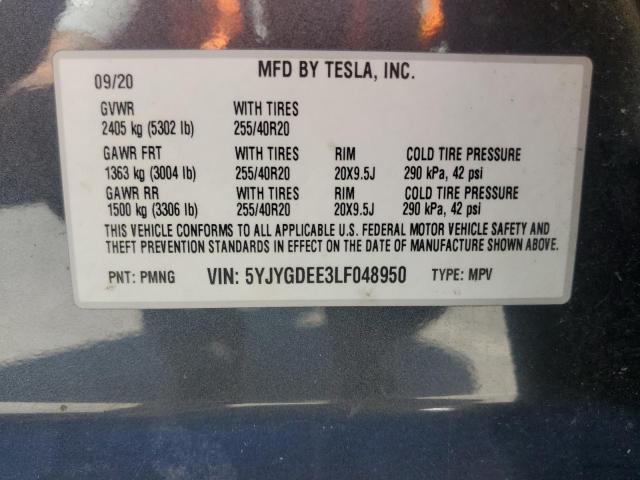 09/20 MFD BY TESLA, INC.
GVWR WITH TIRES
2405 kg (5302 lb) 255/40R20
GAWR FRT WITH TIRES RIM COLD TIRE PRESSURE
1363 kg (3004 lb) 255/40R20 20X9.5J 290 kPa, 42 psi
GAWR RR WITH TIRES RIM COLD TIRE PRESSURE
1500 kg (3306 lb) 255/40R20 20X9.5J 290 kPa, 42 psi
THIS VEHICLE CONFORMS TO ALL APPLICABLE U.S. FEDERAL MOTOR VEHICLE SAFETY AND
THEFT PREVENTION STANDARDS IN EFFECT ON THE DATE OF MANUFACTURE SHOWN ABOVE.
PNT: PMNG VIN: 5YJYGDEE3LF048950 TYPE: MPV